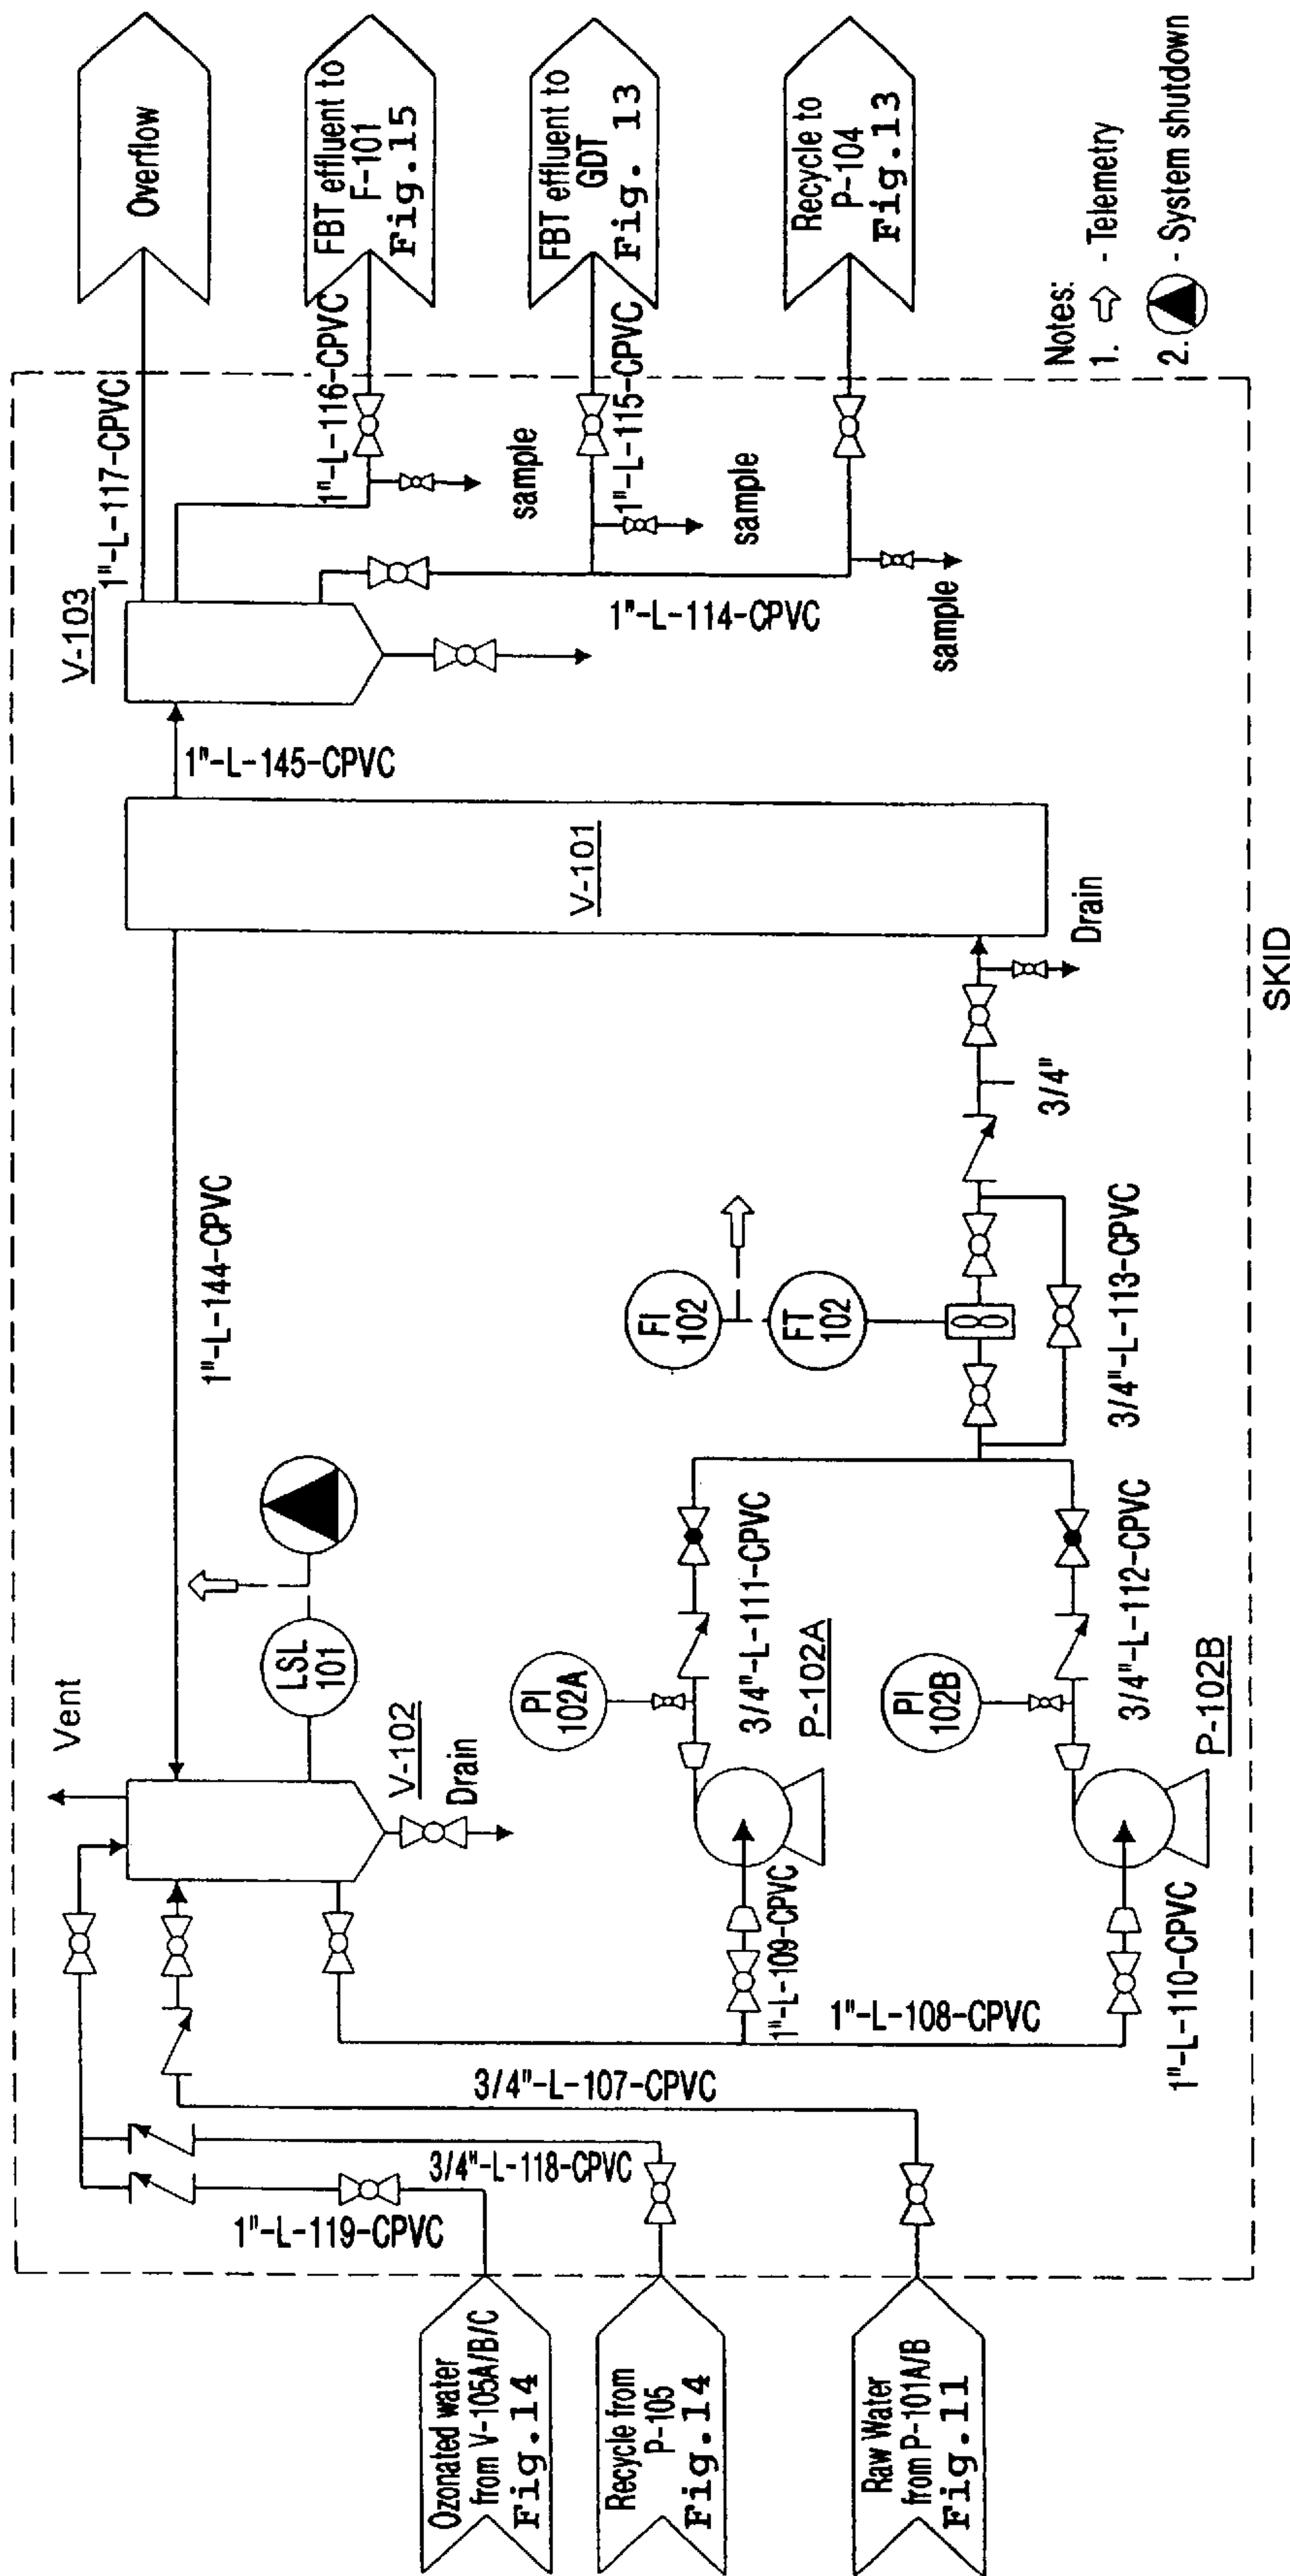 Ozonated water
from V-105A/B/C
Fig.14
Recycle from
P-105
Fig.14
Raw Water
from P-101A/B
Fig.11
1"-L-119-CPVC
3/4"-L-118-CPVC
3/4"-L-107-CPVC
1"-L-108-CPVC
1"-L-109-CPVC
1"-L-110-CPVC
Vent
V-102
Drain
LSL
101
PI
102A
3/4"-L-111-CPVC
P-102A
PI
102B
3/4"-L-112-CPVC
P-102B
1"-L-144-CPVC
FI
102
FT
102
3/4"-L-113-CPVC
3/4"
Drain
V-101
1"-L-145-CPVC
V-103
1"-L-117-CPVC
1"-L-116-CPVC
sample
1"-L-115-CPVC
sample
1"-L-114-CPVC
sample
Overflow
FBT effluent to
F-101
Fig.15
FBT effluent to
GDT
Fig. 13
Recycle to
P-104
Fig.13
Notes:
1. - Telemetry
2. - System shutdown
SKID